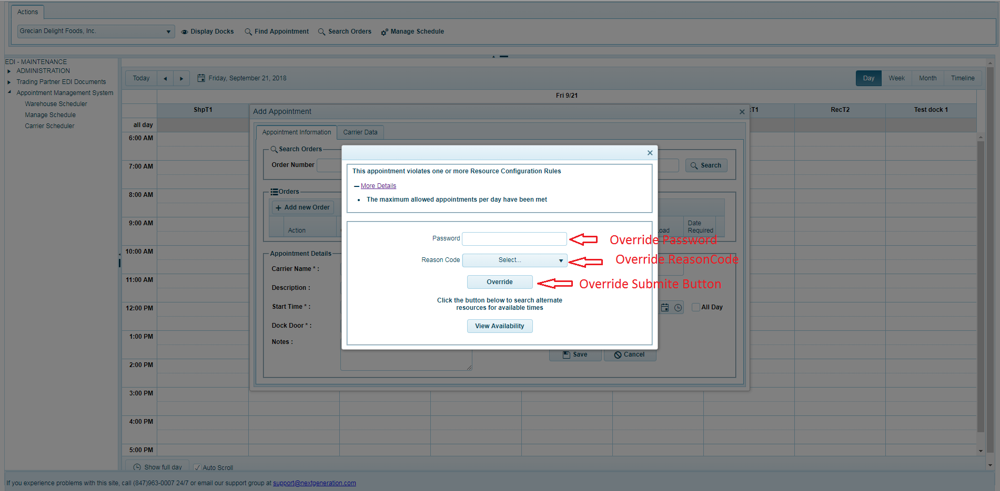 Actions
Grecian Delight Foods, Inc.
Display Docks
Find Appointment
Search Orders
Manage Schedule
EDI - MAINTENANCE
ADMINISTRATION
Trading Partner EDI Documents
Appointment Management System
Warehouse Scheduler
Manage Schedule
Carrier Scheduler
Today
Friday, September 21, 2018
Day
Week
Month
Timeline
Fri 9/21
ShpT1
T1
RecT2
Test dock 1
all day
6:00 AM
7:00 AM
8:00 AM
9:00 AM
10:00 AM
11:00 AM
12:00 PM
1:00 PM
2:00 PM
3:00 PM
4:00 PM
5:00 PM
Add Appointment
Appointment Information
Carrier Data
Search Orders
Order Number
Search
Orders
+ Add new Order
Action
oad
Date
Required
Appointment Details
Carrier Name * :
Description :
Start Time * :
All Day
Dock Door * :
Notes :
Save
Cancel
This appointment violates one or more Resource Configuration Rules
More Details
• The maximum allowed appointments per day have been met
Password
Override Password
Reason Code
Select...
Override ReasonCode
Override
Override Submite Button
Click the button below to search alternate
resources for available times
View Availability
Show full day
Auto Scroll
If you experience problems with this site, call (847)963-0007 24/7 or email our support group at support@nextgeneration.com